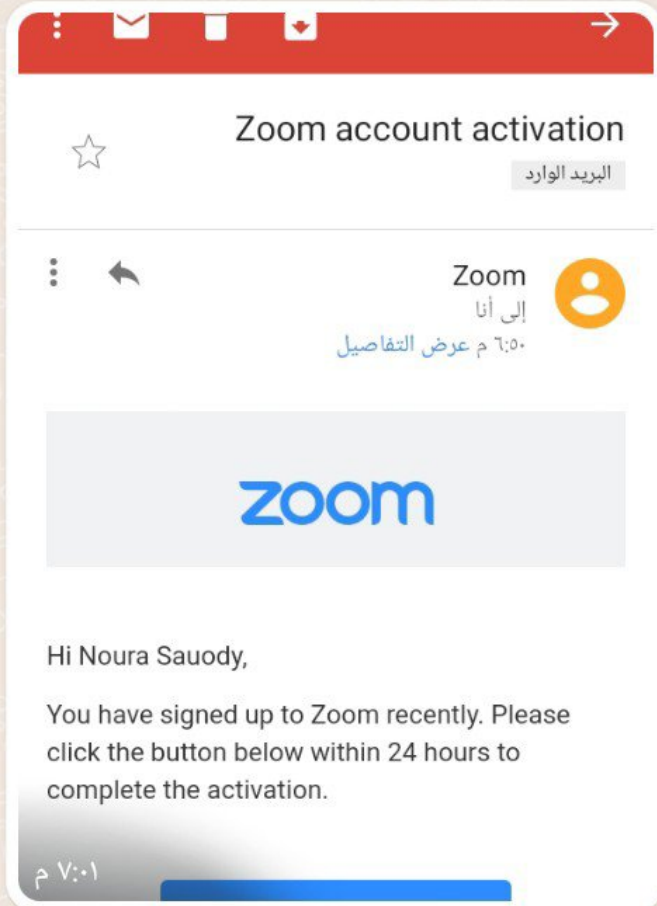 Zoom account activation
البريد الوارد
Zoom
إلى أنا
٦:٥٠ م عرض التفاصيل
zoom
Hi Noura Sauody,
You have signed up to Zoom recently. Please
click the button below within 24 hours to
complete the activation.
٧:٠١ م